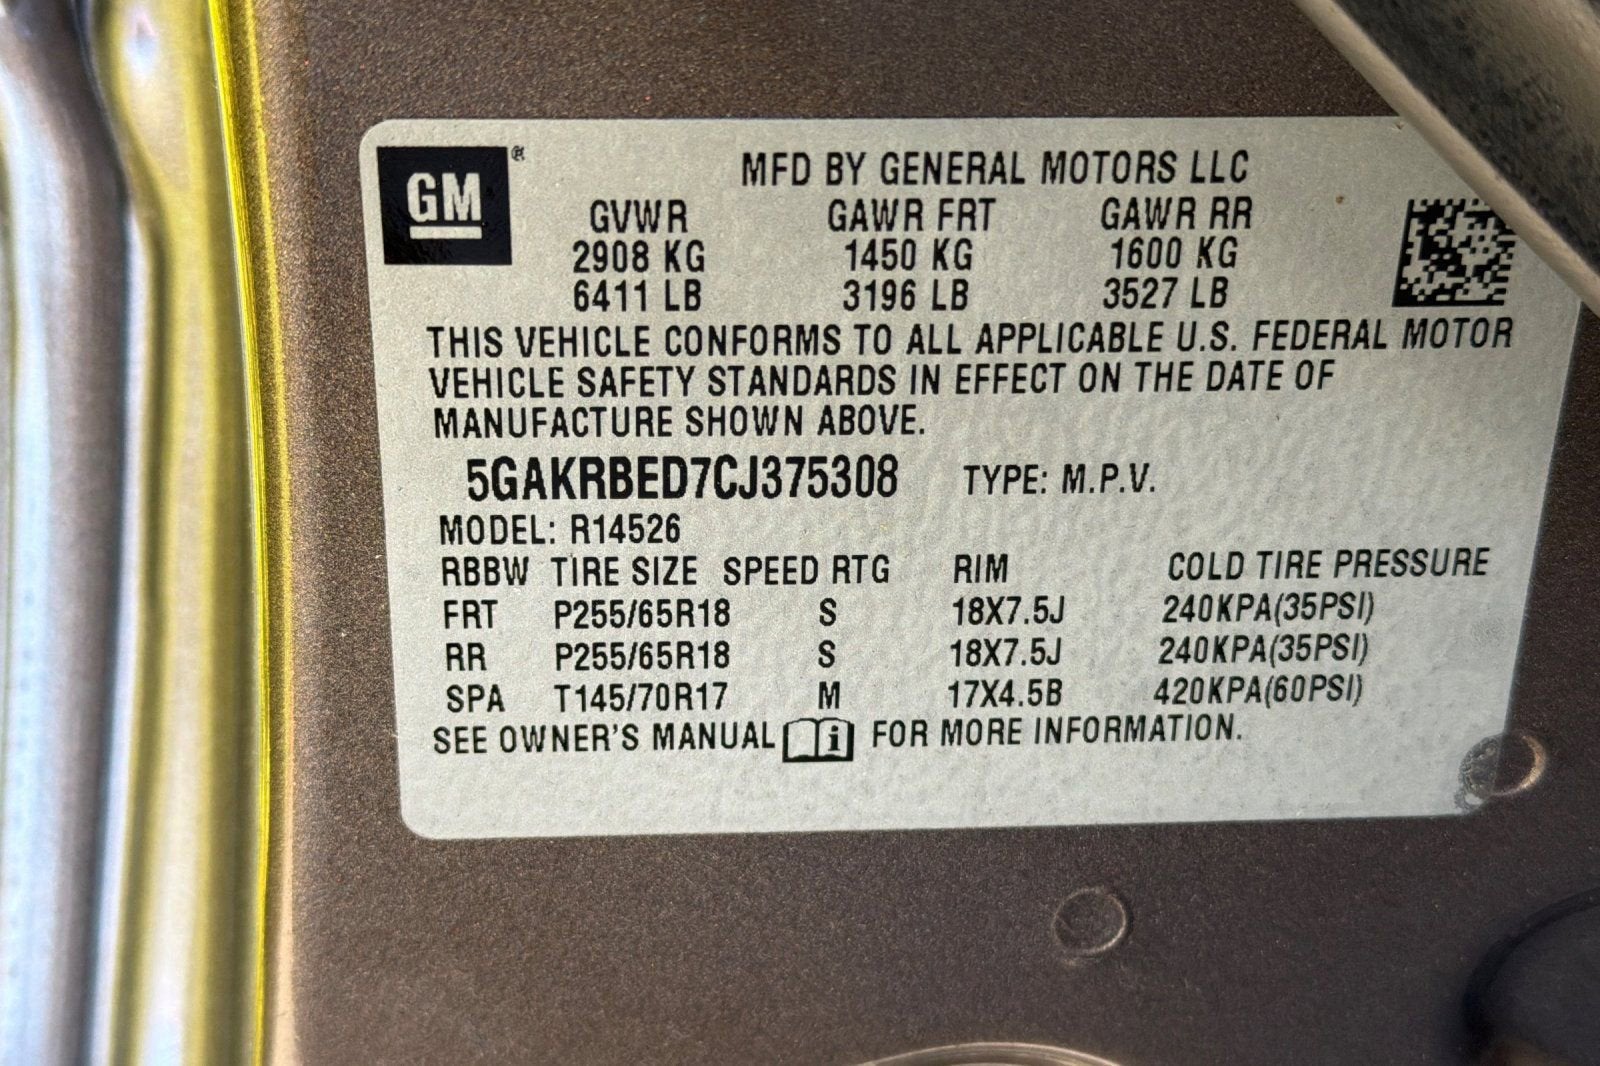 GM ®
MFD BY GENERAL MOTORS LLC
GVWR GAWR FRT GAWR RR
2908 KG 1450 KG 1600 KG
6411 LB 3196 LB 3527 LB
THIS VEHICLE CONFORMS TO ALL APPLICABLE U.S. FEDERAL MOTOR
VEHICLE SAFETY STANDARDS IN EFFECT ON THE DATE OF
MANUFACTURE SHOWN ABOVE.
5GAKRBED7CJ375308 TYPE: M.P.V.
MODEL: R14526
RBBW TIRE SIZE SPEED RTG RIM COLD TIRE PRESSURE
FRT P255/65R18 S 18X7.5J 240KPA(35PSI)
RR P255/65R18 S 18X7.5J 240KPA(35PSI)
SPA T145/70R17 M 17X4.5B 420KPA(60PSI)
SEE OWNER'S MANUAL i FOR MORE INFORMATION.